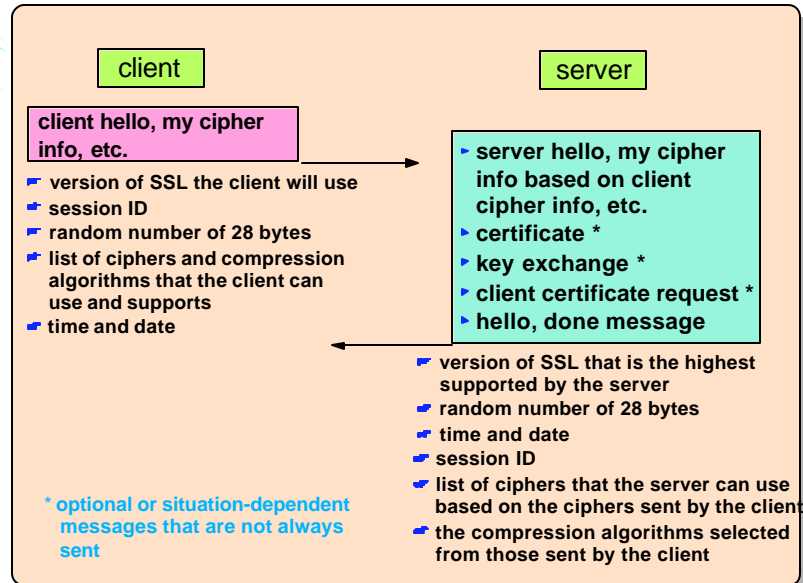 client
server
client hello, my cipher
info, etc.
version of SSL the client will use
session ID
random number of 28 bytes
list of ciphers and compression
algorithms that the client can
use and supports
time and date
server hello, my cipher
info based on client
cipher info, etc.
certificate *
key exchange *
client certificate request *
hello, done message
version of SSL that is the highest
supported by the server
random number of 28 bytes
time and date
session ID
list of ciphers that the server can use
based on the ciphers sent by the client
the compression algorithms selected
from those sent by the client
* optional or situation-dependent
messages that are not always
sent